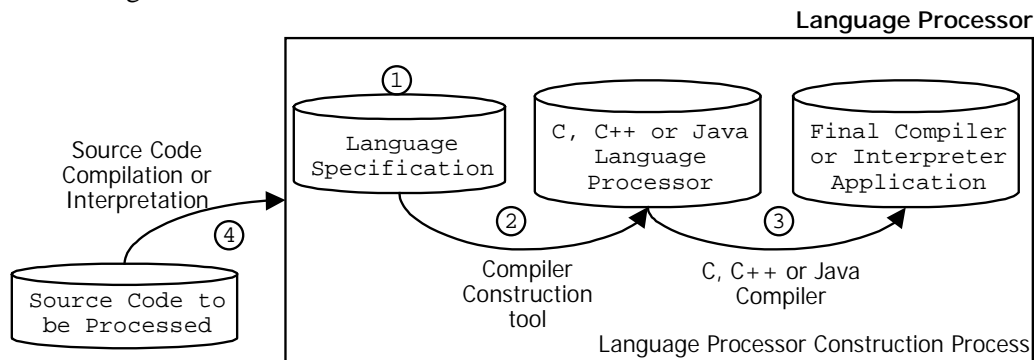 Language Processor
1
Language
Specification
C, C++ or Java
Language
Processor
Final Compiler
or Interpreter
Application
Source Code
Compilation or
Interpretation
4
2
3
Compiler
Construction
tool
C, C++ or Java
Compiler
Source Code to
be Processed
Language Processor Construction Process